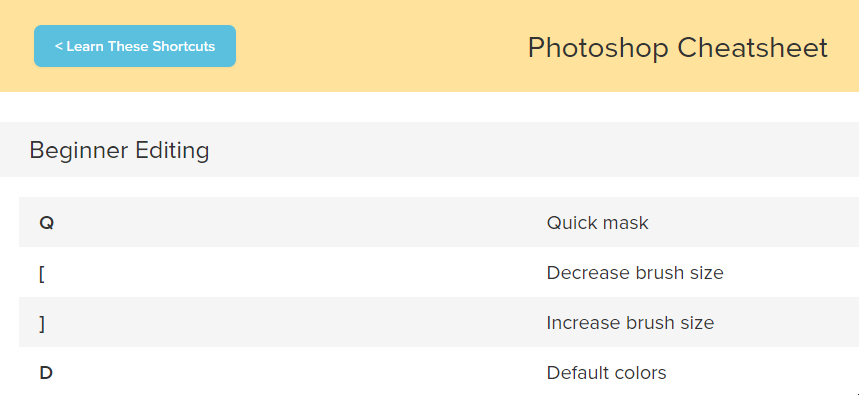 < Learn These Shortcuts
Photoshop Cheatsheet
Beginner Editing
Q Quick mask
[ Decrease brush size
] Increase brush size
D Default colors